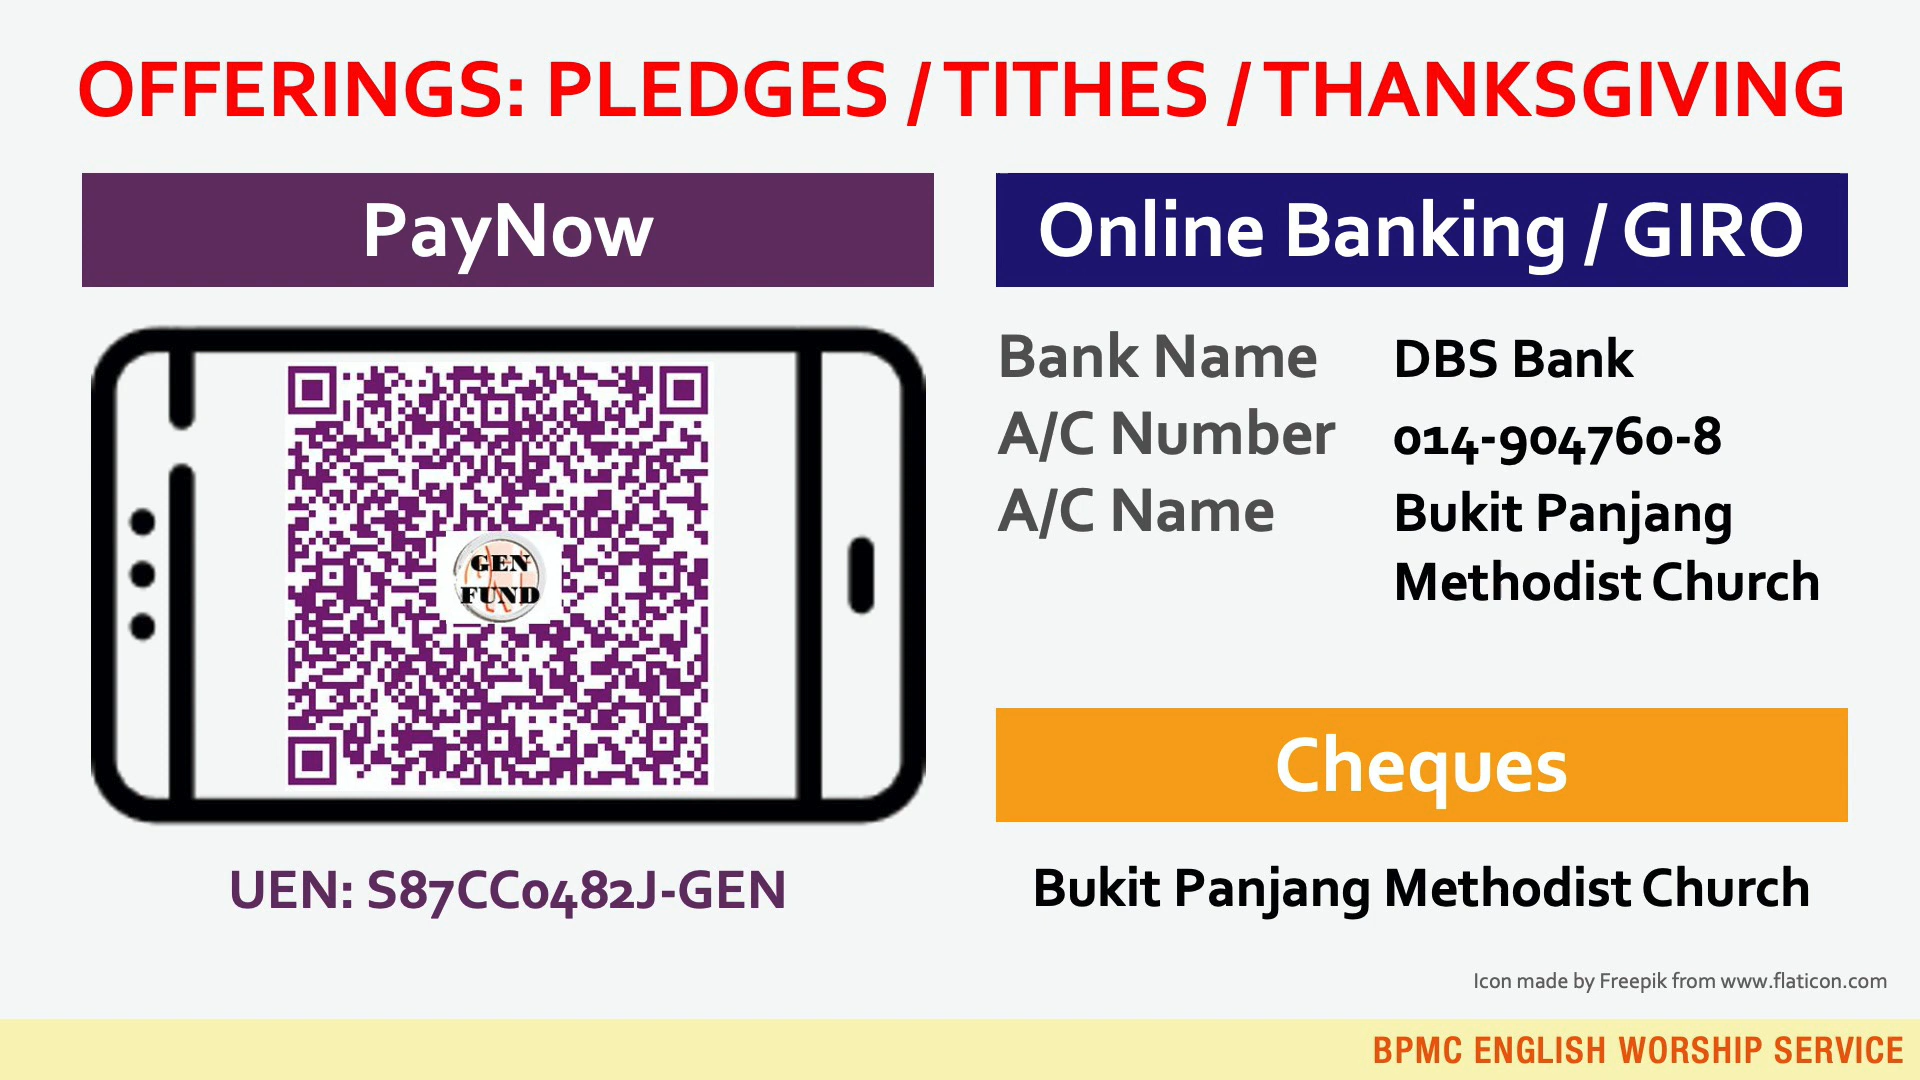 OFFERINGS: PLEDGES / TITHES / THANKSGIVING
PayNow
GEN
FUND
UEN: S87CC0482J-GEN
Online Banking / GIRO
Bank Name DBS Bank
A/C Number 014-904760-8
A/C Name Bukit Panjang
Methodist Church
Cheques
Bukit Panjang Methodist Church
Icon made by Freepik from www.flaticon.com
BPMC ENGLISH WORSHIP SERVICE